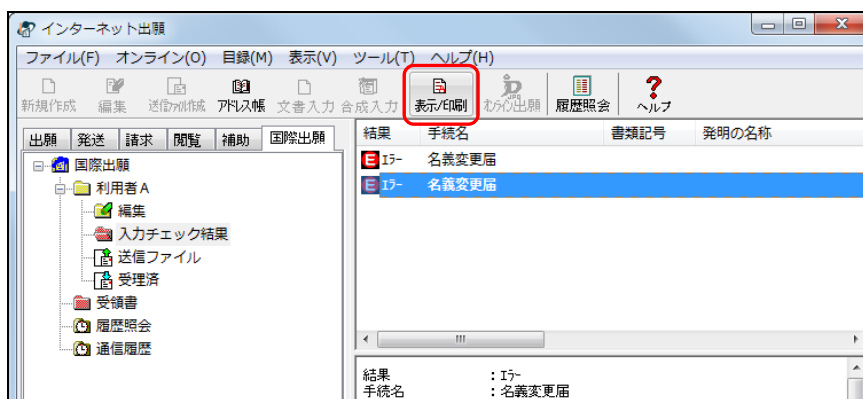 インターネット出願
ファイル(F) オンライン(O) 目録(M) 表示(V) ツール(T) ヘルプ(H)
新規作成 編集 送信ファイル作成 アドレス帳 文書入力 合成入力 表示/印刷 オンライン出願 履歴照会 ヘルプ
出願 発送 請求 閲覧 補助 国際出願
国際出願
利用者A
編集
入力チェック結果
送信ファイル
受理済
受領書
履歴照会
通信履歴
結果 手続名 書類記号 発明の名称
E エラー 名義変更届
E エラー 名義変更届
結果 : エラー
手続名 : 名義変更届